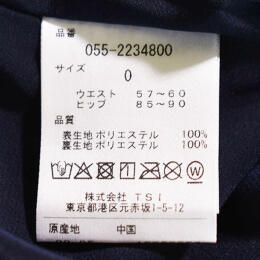 品番
055-2234800
サイズ
0
ウエスト 57~60
ヒップ 85~90
品質
表生地 ポリエステル 100%
裏生地 ポリエステル 100%
株式会社 TSI
東京都港区元赤坂1-5-12
原産地 中国